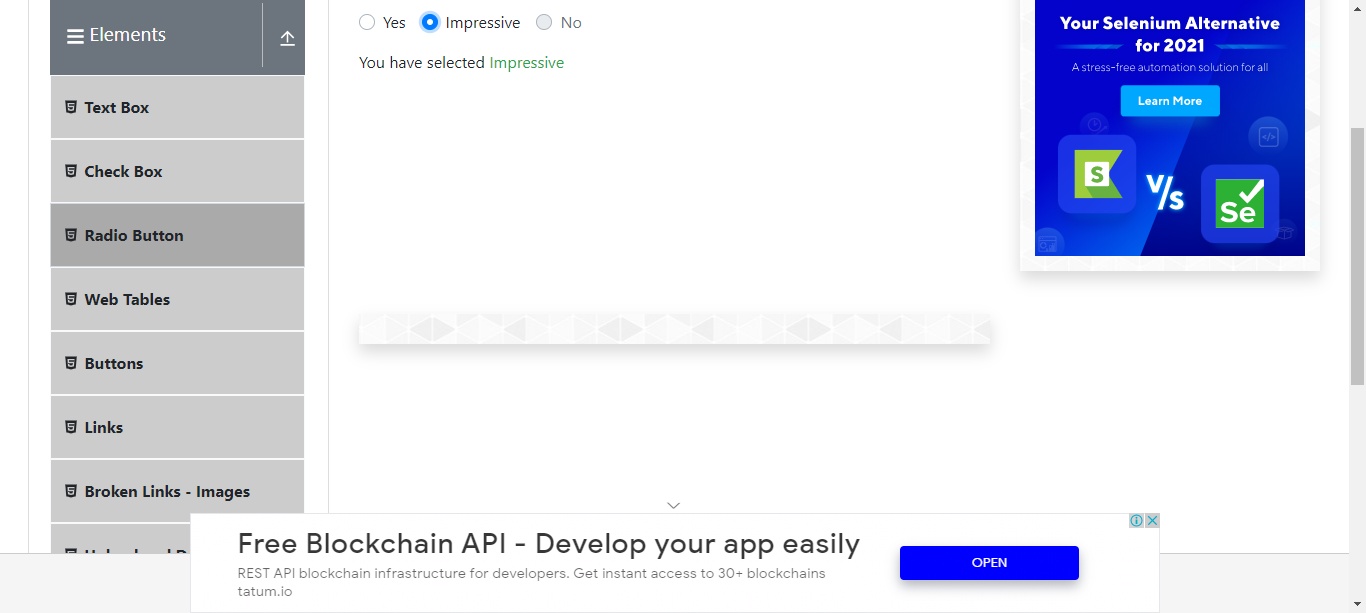 Elements
Text Box
Check Box
Radio Button
Web Tables
Buttons
Links
Broken Links - Images
Yes Impressive No
You have selected Impressive
Your Selenium Alternative
for 2021
A stress-free automation solution for all
Learn More
S
V/s
Se
Free Blockchain API - Develop your app easily
REST API blockchain infrastructure for developers. Get instant access to 30+ blockchains
tatum.io
OPEN